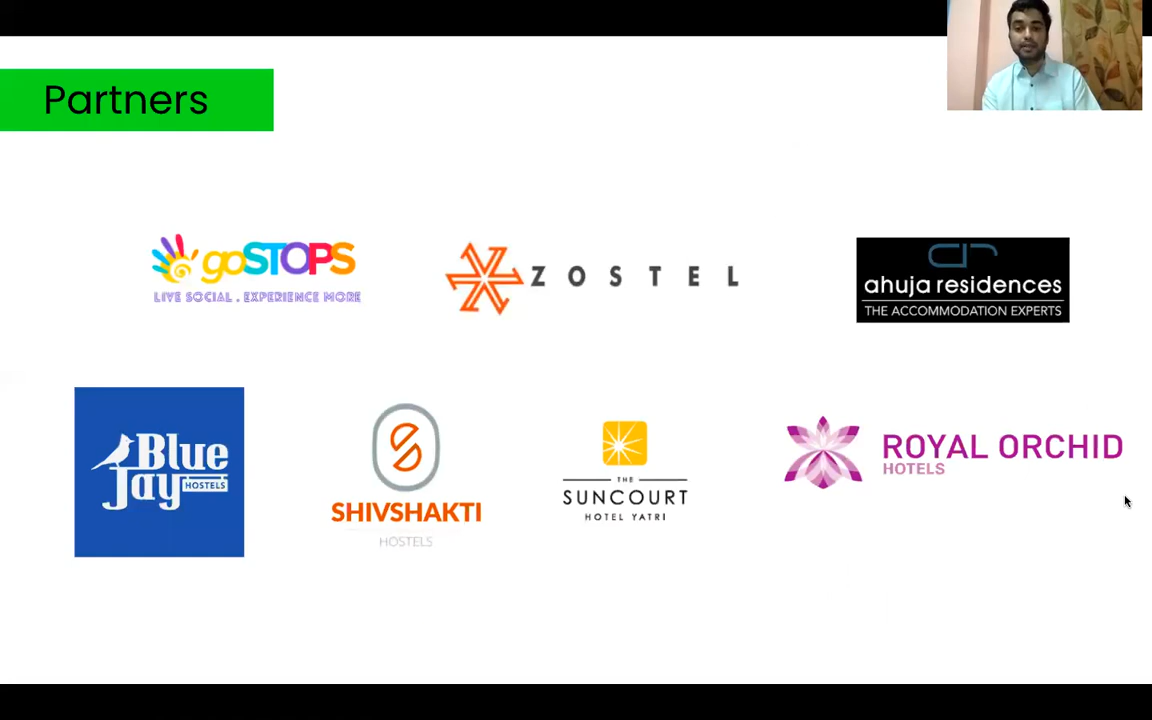 Partners
goSTOPS
LIVE SOCIAL . EXPERIENCE MORE
ZOSTEL
ar
ahuja residences
THE ACCOMMODATION EXPERTS
Blue
Jay
HOSTELS
SHIVSHAKTI
HOSTELS
THE
SUNCOURT
HOTEL YATRI
ROYAL ORCHID
HOTELS